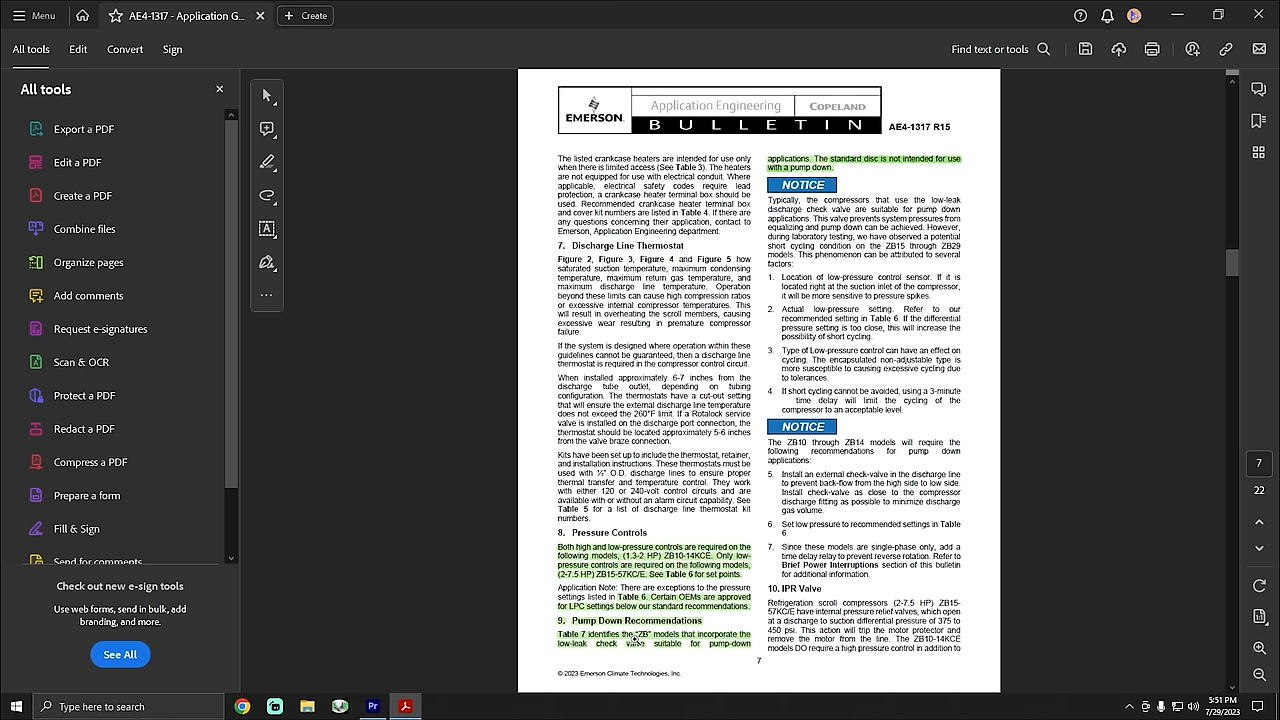 Menu
AE4-1317 - Application E...
Create
All tools
Edit
Convert
Sign
Find text or tools
All tools
Edit a PDF
Create a PDF
Combine files
Organize pages
Add comments
Request e-signatures
Scan & OCR
Protect a PDF
Redact a PDF
Compress a PDF
Prepare a form
Fill & Sign
Checking for e-sign tools
Use verb forms, send in bulk, add logos, and more.
See All
EMERSON.
Application Engineering
COPELAND
BULLETIN
AE4-1317 R15
The listed crankcase heaters are intended for use only
when there is limited access (See Table 3). The heaters
are not equipped for use with electrical conduit. Where
applicable, electrical safety codes require lead
protection, a crankcase heater terminal box should be
used. Recommended crankcase heater terminal box
and cover kit numbers are listed in Table 4. If there are
any questions concerning their application, contact to
Emerson, Application Engineering department.
7. Discharge Line Thermostat
Figure 2, Figure 3, Figure 4 and Figure 5 how
saturated suction temperature, maximum condensing
temperature, maximum return gas temperature, and
maximum discharge line temperature. Operation
beyond these limits can cause high compression ratios
or excessive internal compressor temperatures. This
will result in overheating the scroll members, causing
excessive wear resulting in premature compressor
failure.
If the system is designed where operation within these
guidelines cannot be guaranteed, then a discharge line
thermostat is required in the compressor control circuit.
When installed approximately 6-7 inches from the
discharge tube outlet, depending on tubing
configuration. The thermostats have a cut-out setting
that will ensure the external discharge line temperature
does not exceed the 260°F limit. If a Rotalock service
valve is installed on the discharge port connection, the
thermostat should be located approximately 5-6 inches
from the valve braze connection.
Kits have been set up to include the thermostat, retainer,
and installation instructions. These thermostats must be
used with ½" O.D. discharge lines to ensure proper
thermal transfer and temperature control. They work
with either 120 or 240-volt control circuits and are
available with or without an alarm circuit capability. See
Table 5 for a list of discharge line thermostat kit
numbers.
8. Pressure Controls
Both high and low-pressure controls are required on the
following models, (1.3-2 HP) ZB10-14KCE. Only low-
pressure controls are required on the following models,
(2-7.5 HP) ZB15-57KC/E. See Table 6 for set points.
Application Note: There are exceptions to the pressure
settings listed in Table 6. Certain OEMs are approved
for LPC settings below our standard recommendations.
9. Pump Down Recommendations
Table 7 identifies the "ZB" models that incorporate the
low-leak check valve suitable for pump-down
applications. The standard disc is not intended for use
with a pump down.
NOTICE
Typically, the compressors that use the low-leak
discharge check valve are suitable for pump down
applications. This valve prevents system pressures from
equalizing and pump down can be achieved. However,
during laboratory testing, we have observed a potential
short cycling condition on the ZB15 through ZB29
models. This phenomenon can be attributed to several
factors:
1. Location of low-pressure control sensor. If it is
located right at the suction inlet of the compressor,
it will be more sensitive to pressure spikes.
2. Actual low-pressure setting. Refer to our
recommended setting in Table 6. If the differential
pressure setting is too close, this will increase the
possibility of short cycling.
3. Type of Low-pressure control can have an effect on
cycling. The encapsulated non-adjustable type is
more susceptible to causing excessive cycling due
to tolerances.
4. If short cycling cannot be avoided, using a 3-minute
time delay will limit the cycling of the
compressor to an acceptable level.
NOTICE
The ZB10 through ZB14 models will require the
following recommendations for pump down
applications:
5. Install an external check-valve in the discharge line
to prevent back-flow from the high side to low side.
Install check-valve as close to the compressor
discharge fitting as possible to minimize discharge
gas volume.
6. Set low pressure to recommended settings in Table
6.
7. Since these models are single-phase only, add a
time delay relay to prevent reverse rotation. Refer to
Brief Power Interruptions section of this bulletin
for additional information.
10. IPR Valve
Refrigeration scroll compressors (2-7.5 HP) ZB15-
57KC/E have internal pressure relief valves, which open
at a discharge to suction differential pressure of 375 to
450 psi. This action will trip the motor protector and
remove the motor from the line. The ZB10-14KCE
models DO require a high pressure control in addition to
7
© 2023 Emerson Climate Technologies, Inc.
7
22
Type here to search
Pr
5:51 PM
7/29/2023